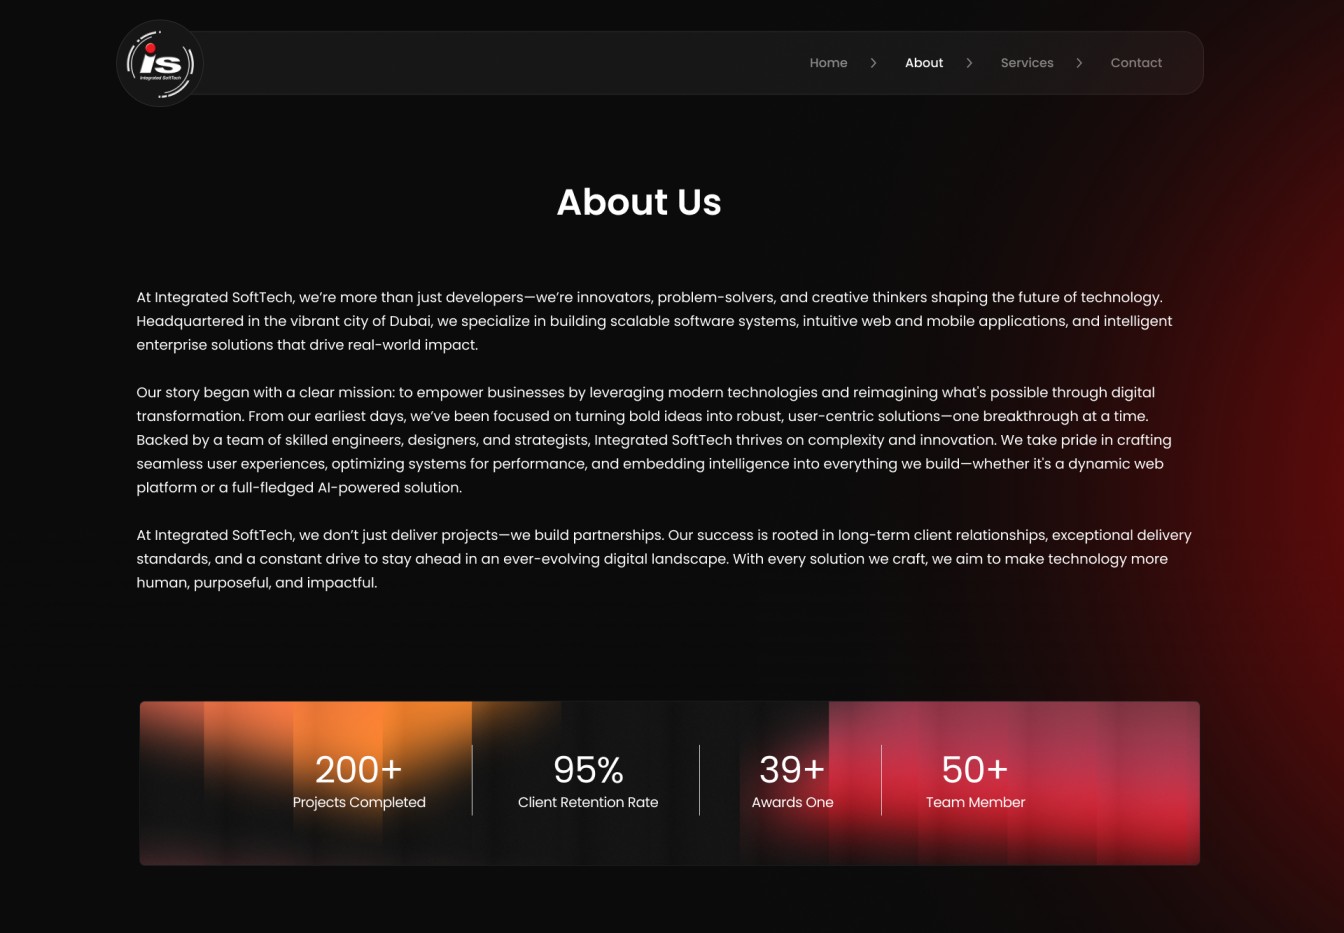 is
Integrated SoftTech
Home > About > Services > Contact
About Us
At Integrated SoftTech, we’re more than just developers—we’re innovators, problem-solvers, and creative thinkers shaping the future of technology.
Headquartered in the vibrant city of Dubai, we specialize in building scalable software systems, intuitive web and mobile applications, and intelligent
enterprise solutions that drive real-world impact.
Our story began with a clear mission: to empower businesses by leveraging modern technologies and reimagining what's possible through digital
transformation. From our earliest days, we’ve been focused on turning bold ideas into robust, user-centric solutions—one breakthrough at a time.
Backed by a team of skilled engineers, designers, and strategists, Integrated SoftTech thrives on complexity and innovation. We take pride in crafting
seamless user experiences, optimizing systems for performance, and embedding intelligence into everything we build—whether it's a dynamic web
platform or a full-fledged AI-powered solution.
At Integrated SoftTech, we don’t just deliver projects—we build partnerships. Our success is rooted in long-term client relationships, exceptional delivery
standards, and a constant drive to stay ahead in an ever-evolving digital landscape. With every solution we craft, we aim to make technology more
human, purposeful, and impactful.
200+
Projects Completed
95%
Client Retention Rate
39+
Awards One
50+
Team Member